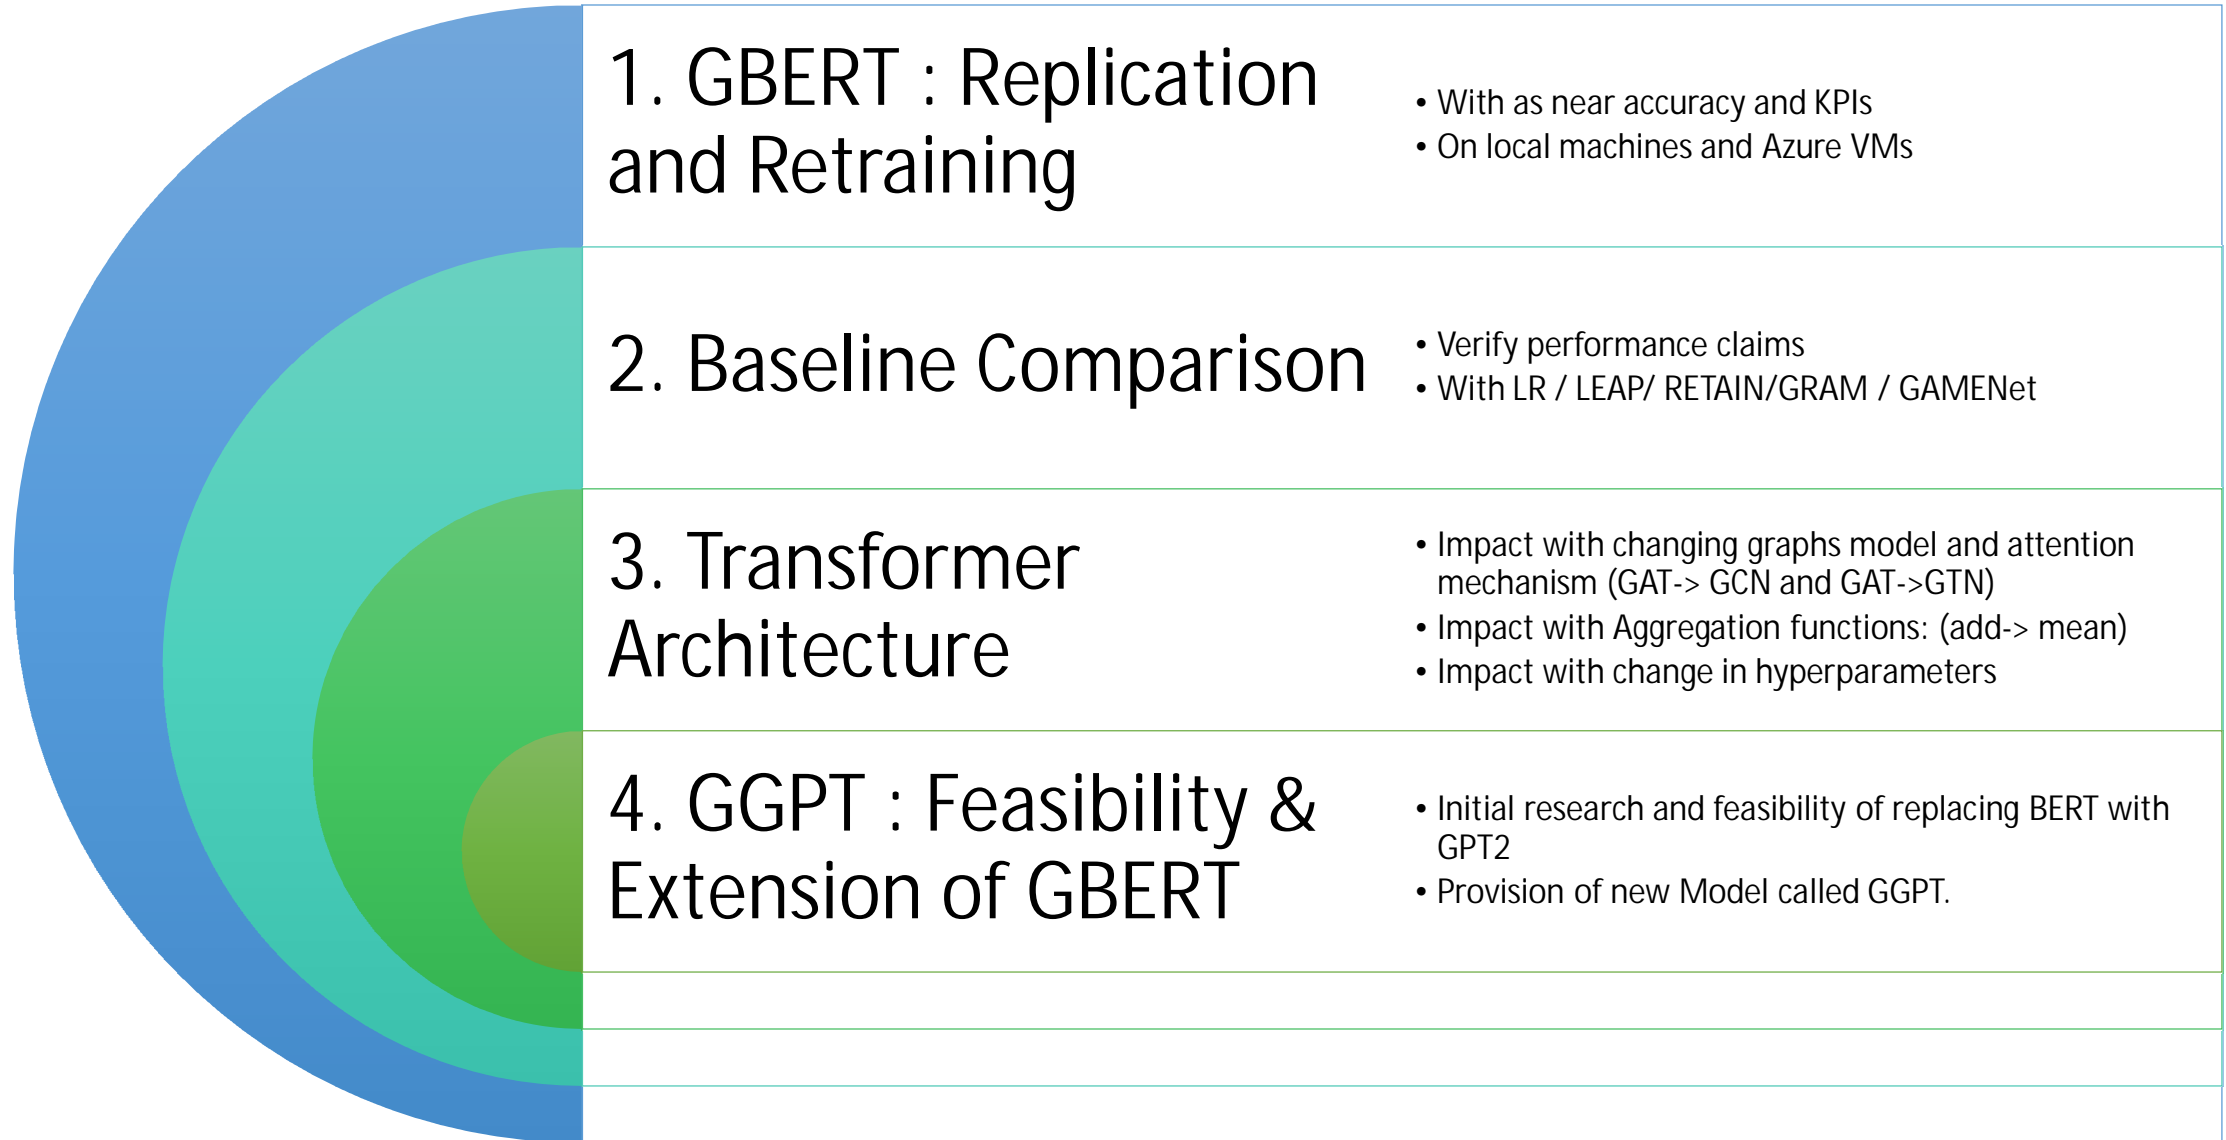 1. GBERT : Replication
and Retraining
• With as near accuracy and KPIs
• On local machines and Azure VMs
2. Baseline Comparison
• Verify performance claims
• With LR / LEAP/ RETAIN/GRAM / GAMENet
3. Transformer
Architecture
• Impact with changing graphs model and attention
mechanism (GAT-> GCN and GAT->GTN)
• Impact with Aggregation functions: (add-> mean)
• Impact with change in hyperparameters
4. GGPT : Feasibility &
Extension of GBERT
• Initial research and feasibility of replacing BERT with
GPT2
• Provision of new Model called GGPT.